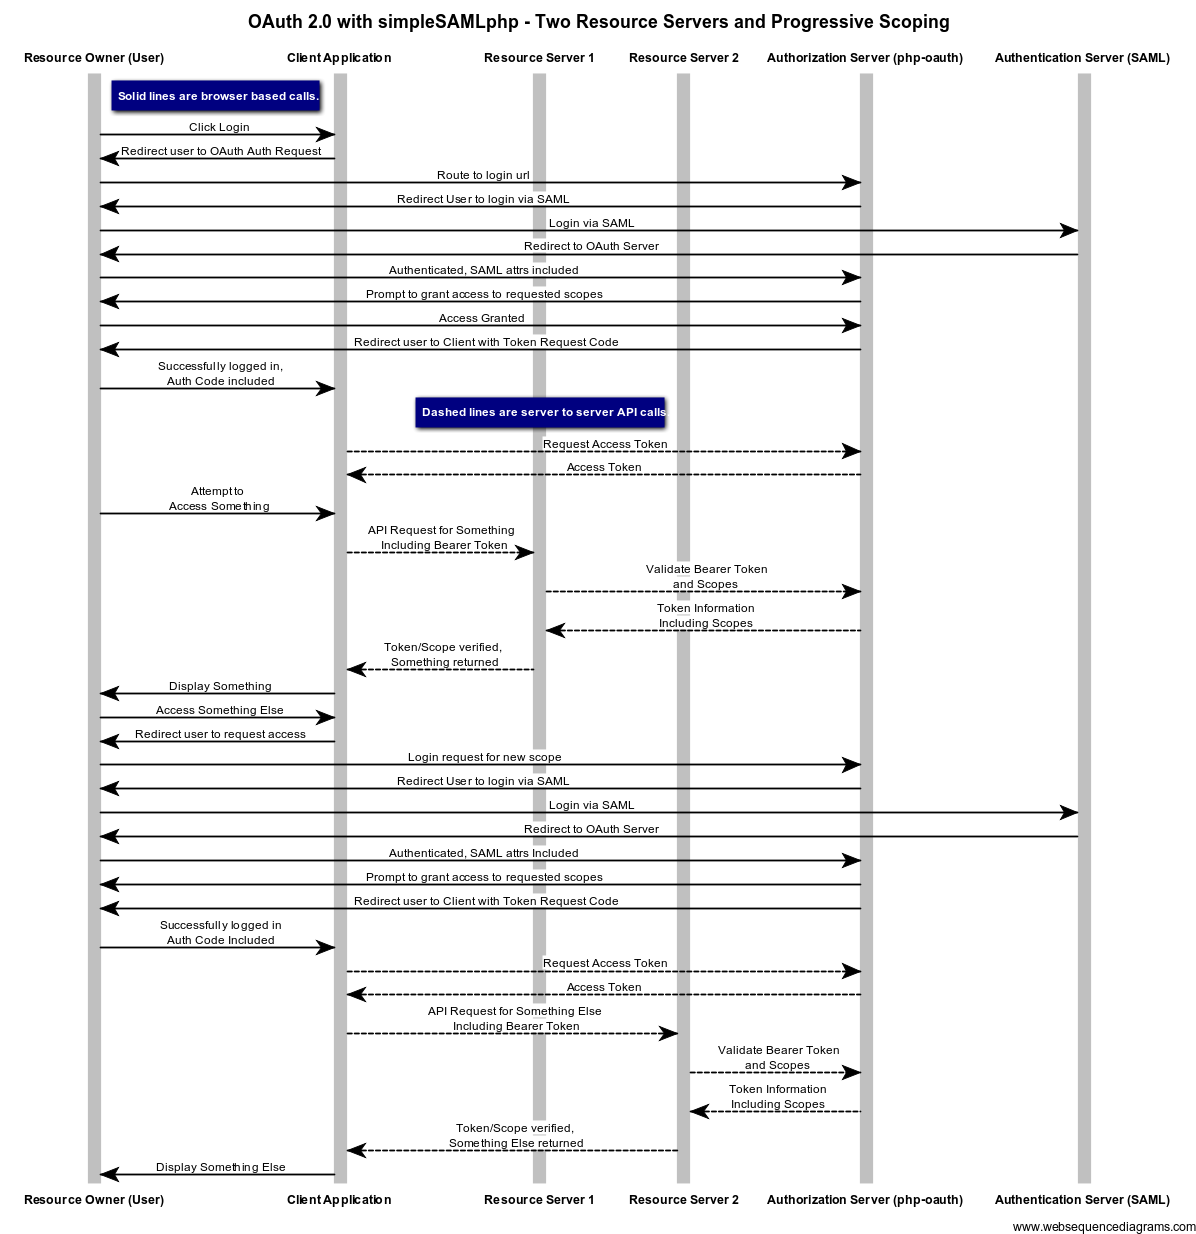 OAuth 2.0 with simpleSAMLphp - Two Resource Servers and Progressive Scoping
Resource Owner (User)
Client Application
Resource Server 1
Resource Server 2
Authorization Server (php-oauth)
Authentication Server (SAML)
Solid lines are browser based calls.
Click Login
Redirect user to OAuth Auth Request
Route to login url
Redirect User to login via SAML
Login via SAML
Redirect to OAuth Server
Authenticated, SAML attrs included
Prompt to grant access to requested scopes
Access Granted
Redirect user to Client with Token Request Code
Successfully logged in,
Auth Code included
Dashed lines are server to server API calls
Request Access Token
Access Token
Attempt to
Access Something
API Request for Something
Including Bearer Token
Validate Bearer Token
and Scopes
Token Information
Including Scopes
Token/Scope verified,
Something returned
Display Something
Access Something Else
Redirect user to request access
Login request for new scope
Redirect User to login via SAML
Login via SAML
Redirect to OAuth Server
Authenticated, SAML attrs Included
Prompt to grant access to requested scopes
Redirect user to Client with Token Request Code
Successfully logged in
Auth Code Included
Request Access Token
Access Token
API Request for Something Else
Including Bearer Token
Validate Bearer Token
and Scopes
Token Information
Including Scopes
Token/Scope verified,
Something Else returned
Display Something Else
Resource Owner (User)
Client Application
Resource Server 1
Resource Server 2
Authorization Server (php-oauth)
Authentication Server (SAML)
www.websequencediagrams.com